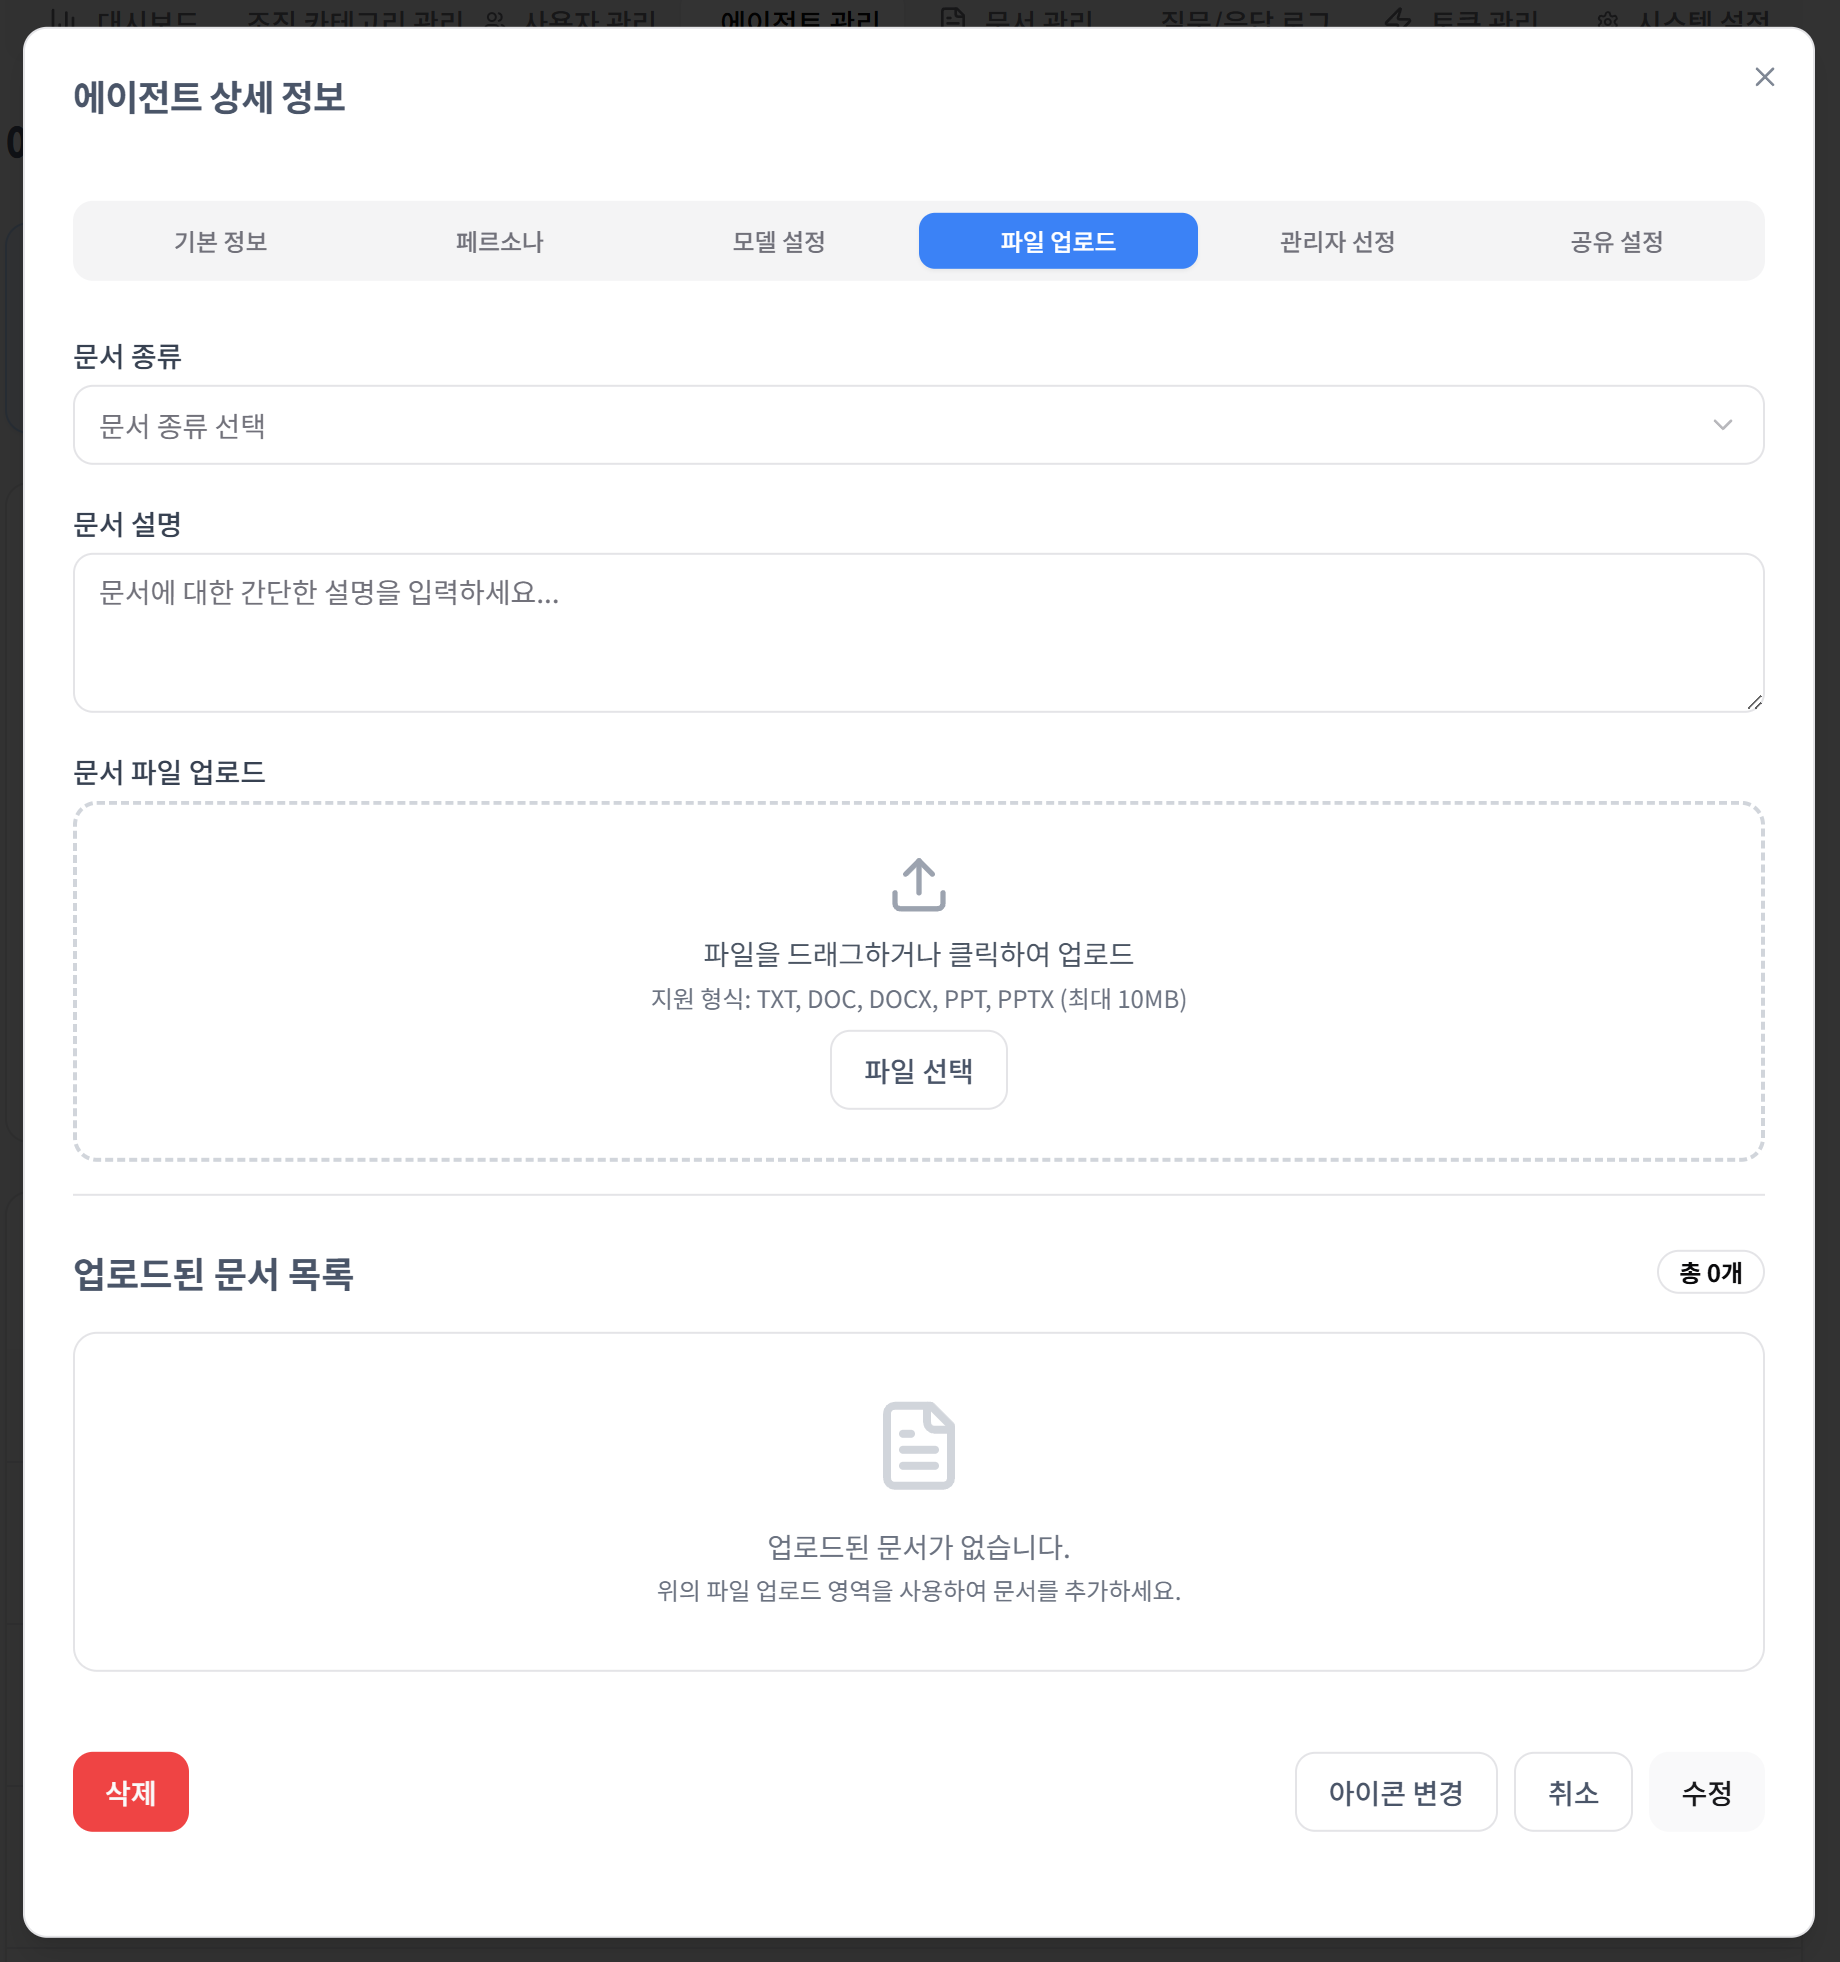 대시보드 조직 카테고리 관리 사용자 관리 에이전트 관리 문서 관리 질문/응답 로그 토큰 관리 시스템 설정
에이전트 상세 정보
기본 정보 페르소나 모델 설정 파일 업로드 관리자 선정 공유 설정
문서 종류
문서 종류 선택
문서 설명
문서에 대한 간단한 설명을 입력하세요...
문서 파일 업로드
파일을 드래그하거나 클릭하여 업로드
지원 형식: TXT, DOC, DOCX, PPT, PPTX (최대 10MB)
파일 선택
업로드된 문서 목록 총 0개
업로드된 문서가 없습니다.
위의 파일 업로드 영역을 사용하여 문서를 추가하세요.
삭제 아이콘 변경 취소 수정